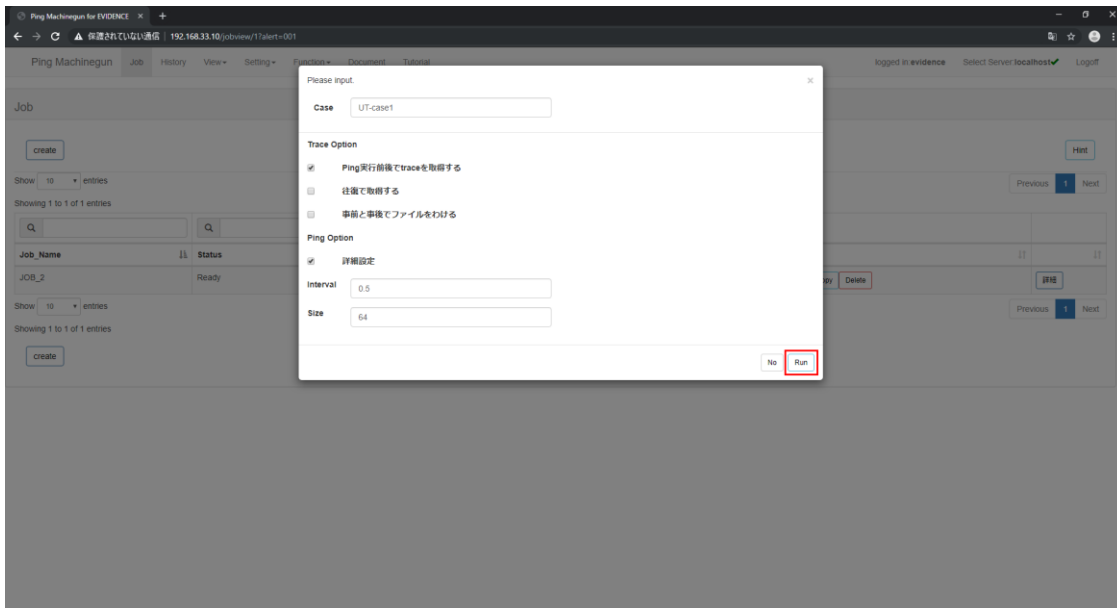 Ping Machinegun for EVIDENCE
保護されていない通信 | 192.168.33.10/jobview/1?alert=001
Ping Machinegun Job History View Setting Function Document Tutorial logged in:evidence Select Server:localhost Logoff
Please input.
Job
Case UT-case1
create
Hint
Trace Option
Ping実行前後でtraceを取得する
Show 10 entries
Previous 1 Next
往復で取得する
Showing 1 to 1 of 1 entries
事前と事後でファイルをわける
Ping Option
Job_Name Status
詳細設定
JOB_2 Ready
Delete 詳細
Interval 0.5
Show 10 entries
Previous 1 Next
Size 64
Showing 1 to 1 of 1 entries
create
No Run